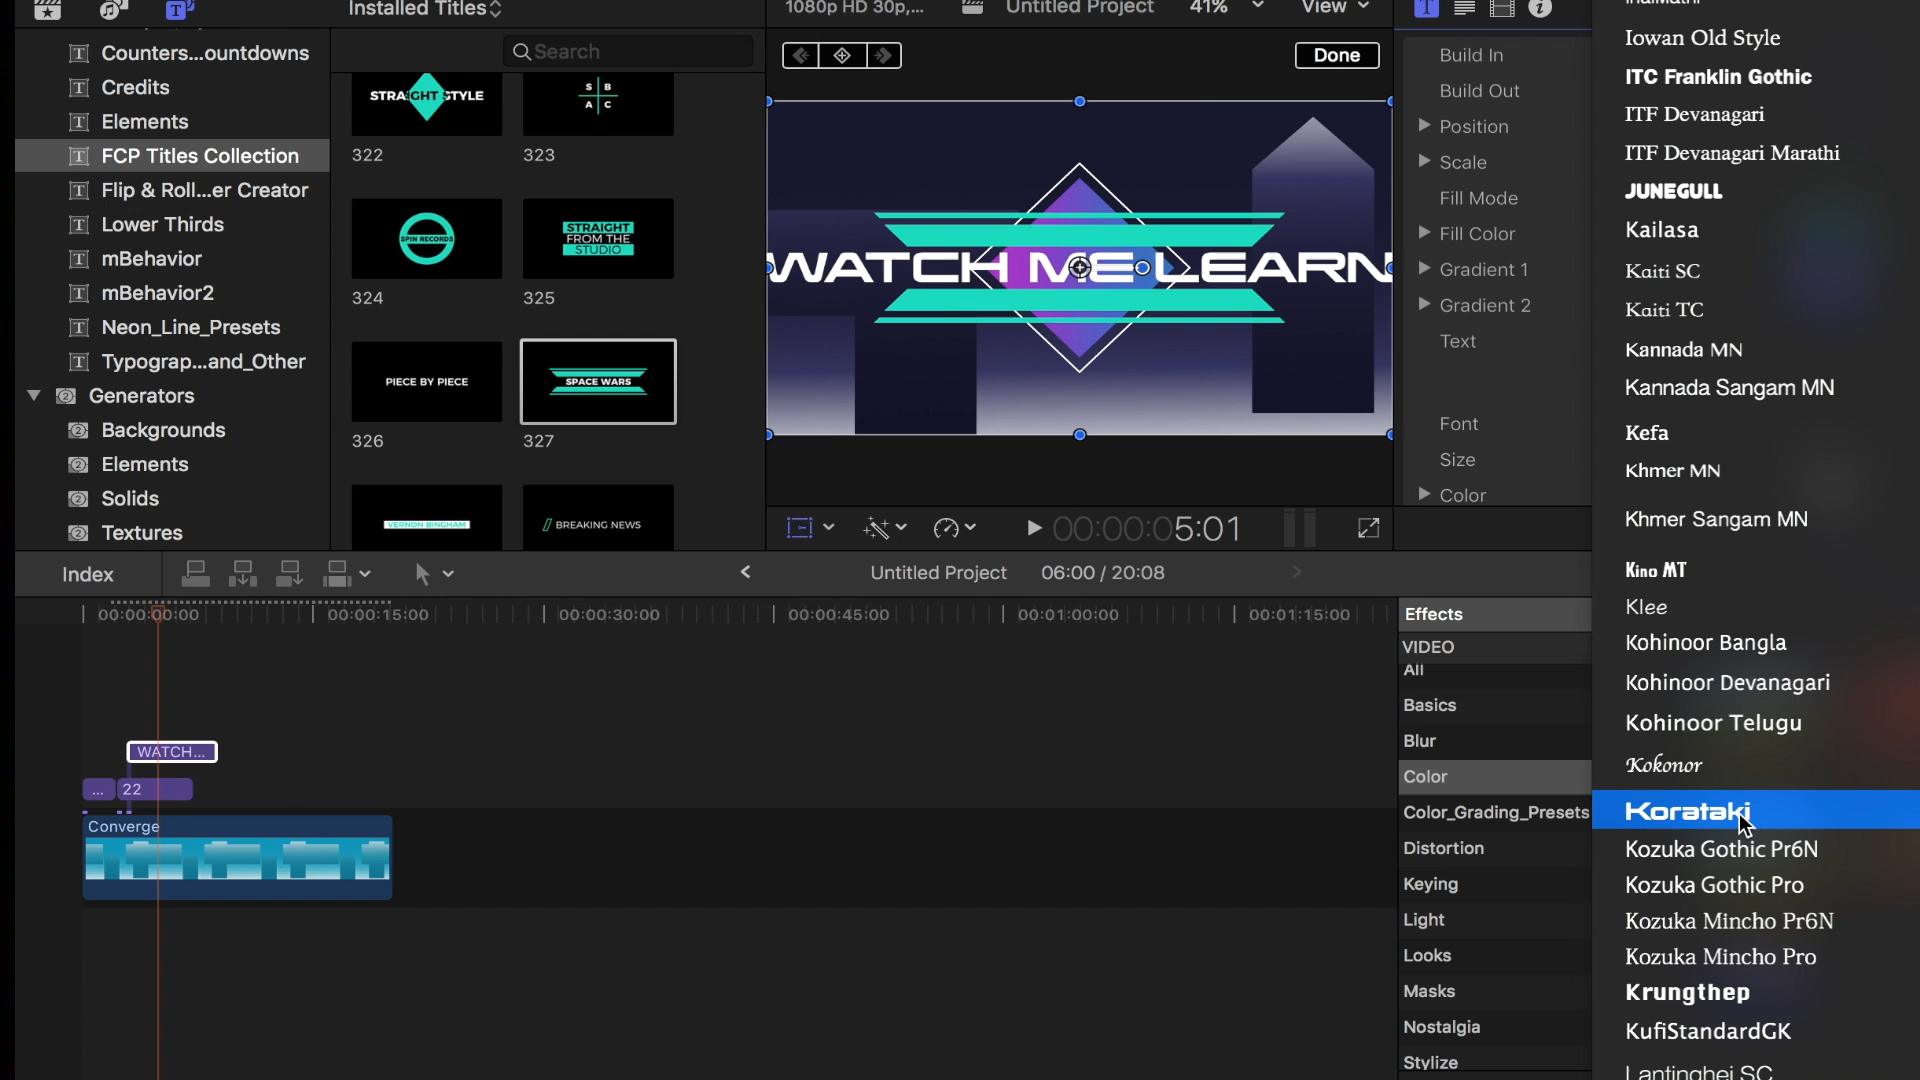 Installed Titles
1080p HD 30p,...
Untitled Project
41%
View
Counters...ountdowns
Credits
Elements
FCP Titles Collection
Flip & Roll...er Creator
Lower Thirds
mBehavior
mBehavior2
Neon_Line_Presets
Typograp...and_Other
Generators
Backgrounds
Elements
Solids
Textures
Search
STRAIGHT STYLE
S B
A C
322
323
SPIN RECORDS
STRAIGHT
FROM THE
STUDIO
324
325
PIECE BY PIECE
SPACE WARS
326
327
VERNON BINGHAM
BREAKING NEWS
Done
WATCH ME LEARN
00:00:05:01
Build In
Build Out
Position
Scale
Fill Mode
Fill Color
Gradient 1
Gradient 2
Text
Font
Size
Color
Iowan Old Style
ITC Franklin Gothic
ITF Devanagari
ITF Devanagari Marathi
JUNEGULL
Kailasa
Kaiti SC
Kaiti TC
Kannada MN
Kannada Sangam MN
Kefa
Khmer MN
Khmer Sangam MN
Kino MT
Klee
Kohinoor Bangla
Kohinoor Devanagari
Kohinoor Telugu
Kokonor
Korataki
Kozuka Gothic Pr6N
Kozuka Gothic Pro
Kozuka Mincho Pr6N
Kozuka Mincho Pro
Krungthep
KufiStandardGK
Lantinghei SC
Index
Untitled Project
06:00 / 20:08
00:00:00:00
00:00:15:00
00:00:30:00
00:00:45:00
00:01:00:00
00:01:15:00
WATCH...
...
22
Converge
Effects
VIDEO
All
Basics
Blur
Color
Color_Grading_Presets
Distortion
Keying
Light
Looks
Masks
Nostalgia
Stylize